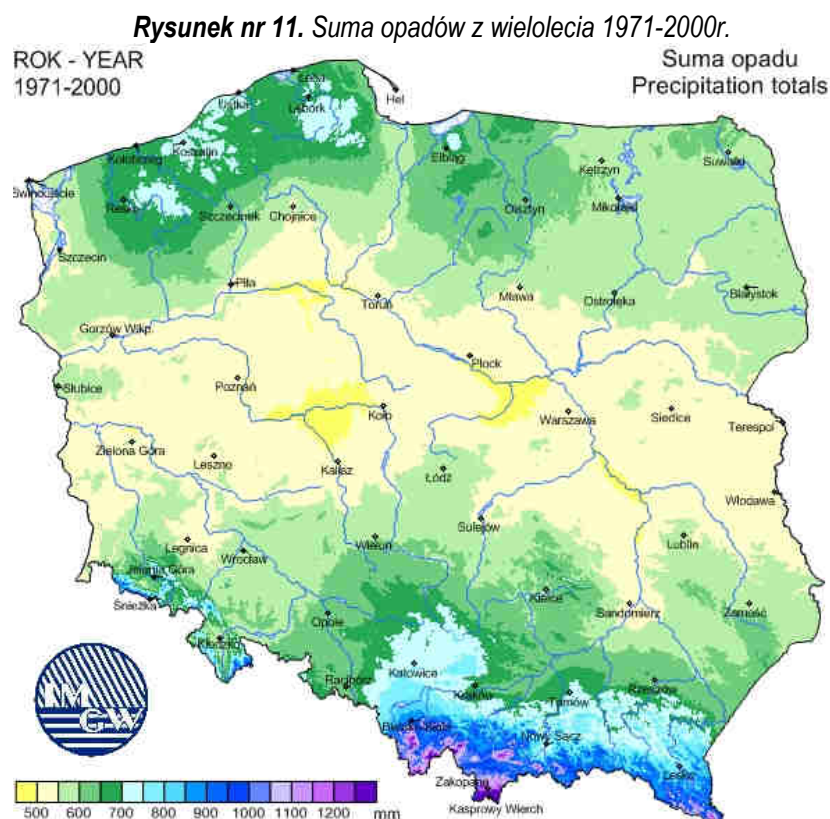 Rysunek nr 11. Suma opadów z wielolecia 1971-2000r.
ROK - YEAR
1971-2000
Suma opadu
Precipitation totals
Łeba
Hel
Ustka
Lębork
Kołobrzeg
Koszalin
Elbląg
Kętrzyn
Suwałki
Świnoujście
Resko
Szczecinek
Chojnice
Olsztyn
Mikołajki
Szczecin
Piła
Toruń
Mława
Ostrołęka
Białystok
Gorzów Wlkp.
Płock
Słubice
Poznań
Koło
Warszawa
Siedlce
Terespol
Zielona Góra
Leszno
Kalisz
Łódź
Włodawa
Sulejów
Legnica
Wrocław
Wieluń
Lublin
Jelenia Góra
Śnieżka
Kielce
Sandomierz
Zamość
Opole
Kłodzko
Katowice
Racibórz
Kraków
Tarnów
Rzeszów
IMGW
Bielsko-Biała
Nowy Sącz
Lesko
Zakopane
Kasprowy Wierch
500 600 700 800 900 1000 1100 1200 mm